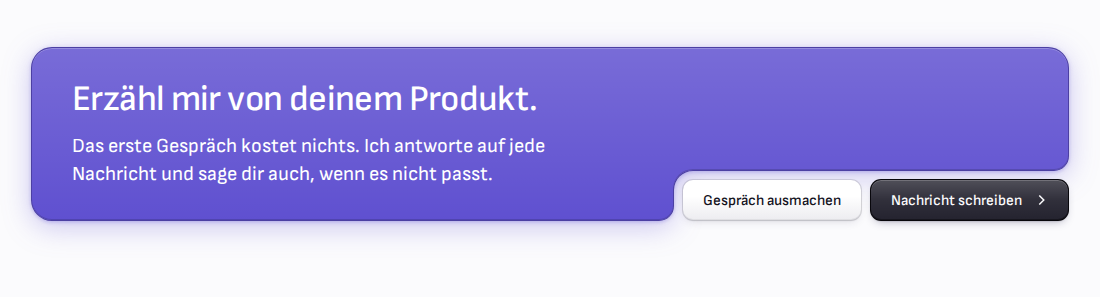 Erzähl mir von deinem Produkt.
Das erste Gespräch kostet nichts. Ich antworte auf jede
Nachricht und sage dir auch, wenn es nicht passt.
Gespräch ausmachen
Nachricht schreiben